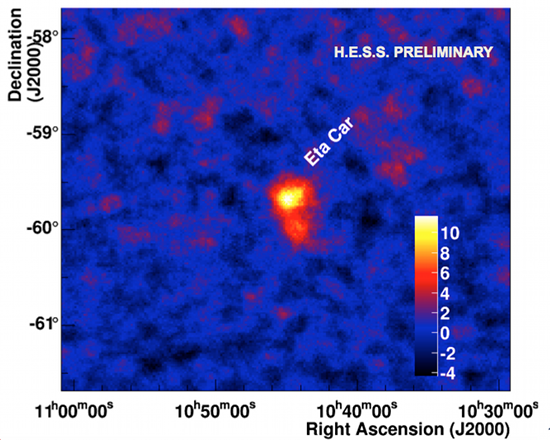 Declination
(J2000)
-58°
-59°
-60°
-61°
H.E.S.S. PRELIMINARY
Eta Car
10
8
6
4
2
0
-2
-4
11h00m00s
10h50m00s
10h40m00s
10h30m00s
Right Ascension (J2000)